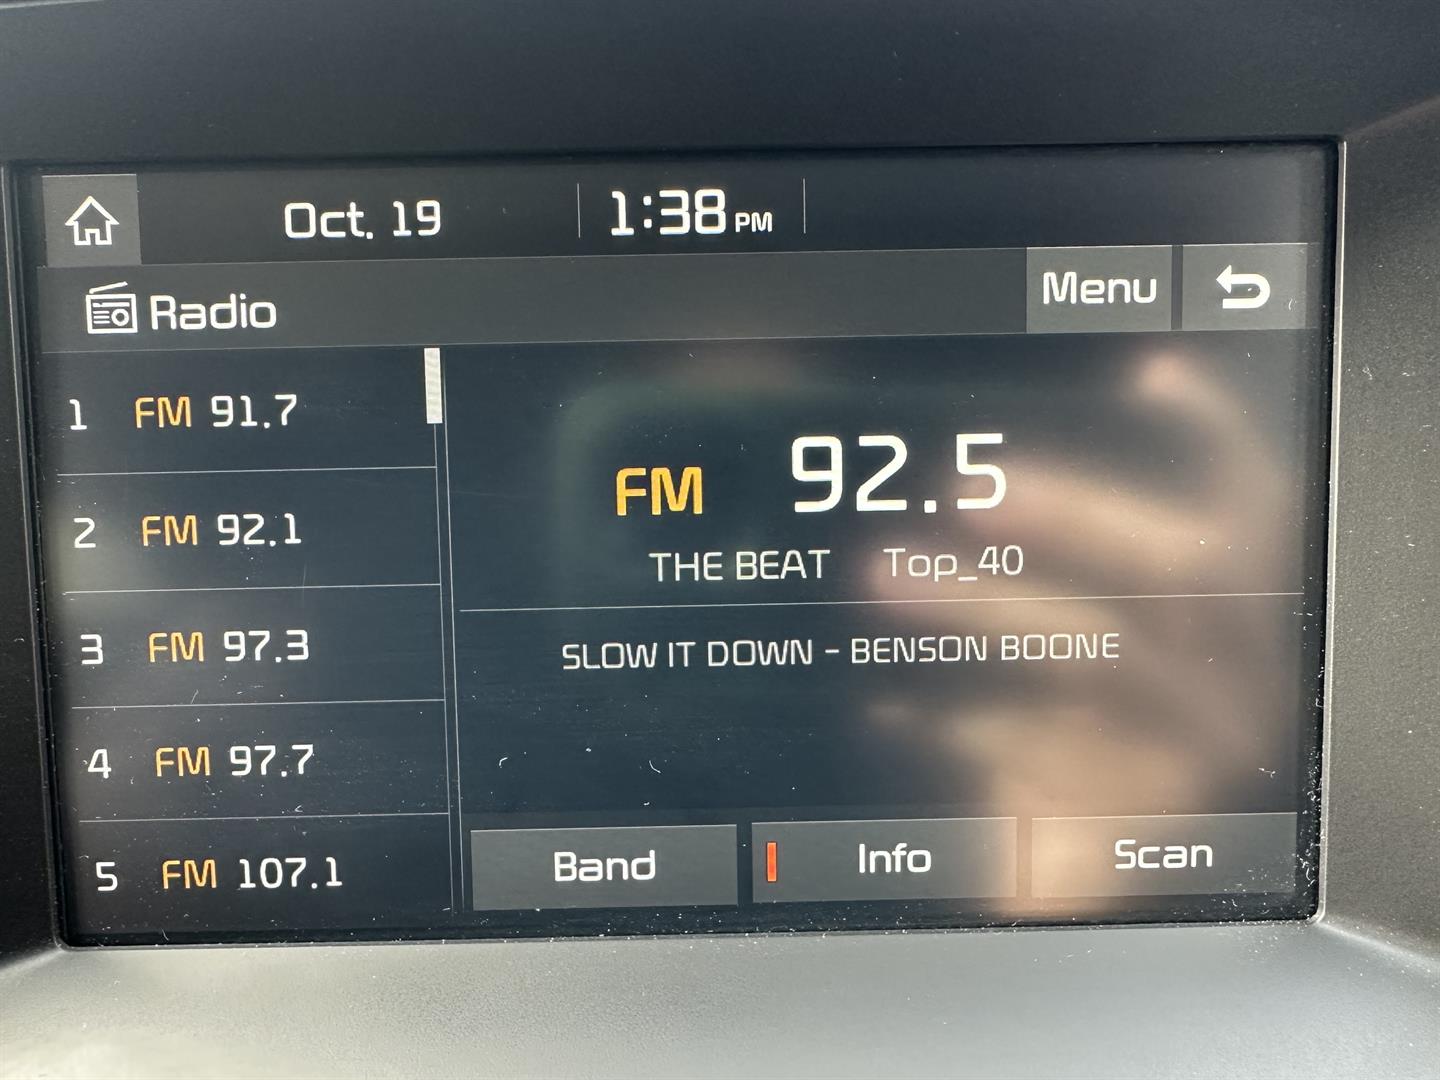 Oct. 19 1:38 PM
Radio Menu
1 FM 91.7
2 FM 92.1
3 FM 97.3
4 FM 97.7
5 FM 107.1
FM 92.5
THE BEAT Top_40
SLOW IT DOWN - BENSON BOONE
Band Info Scan